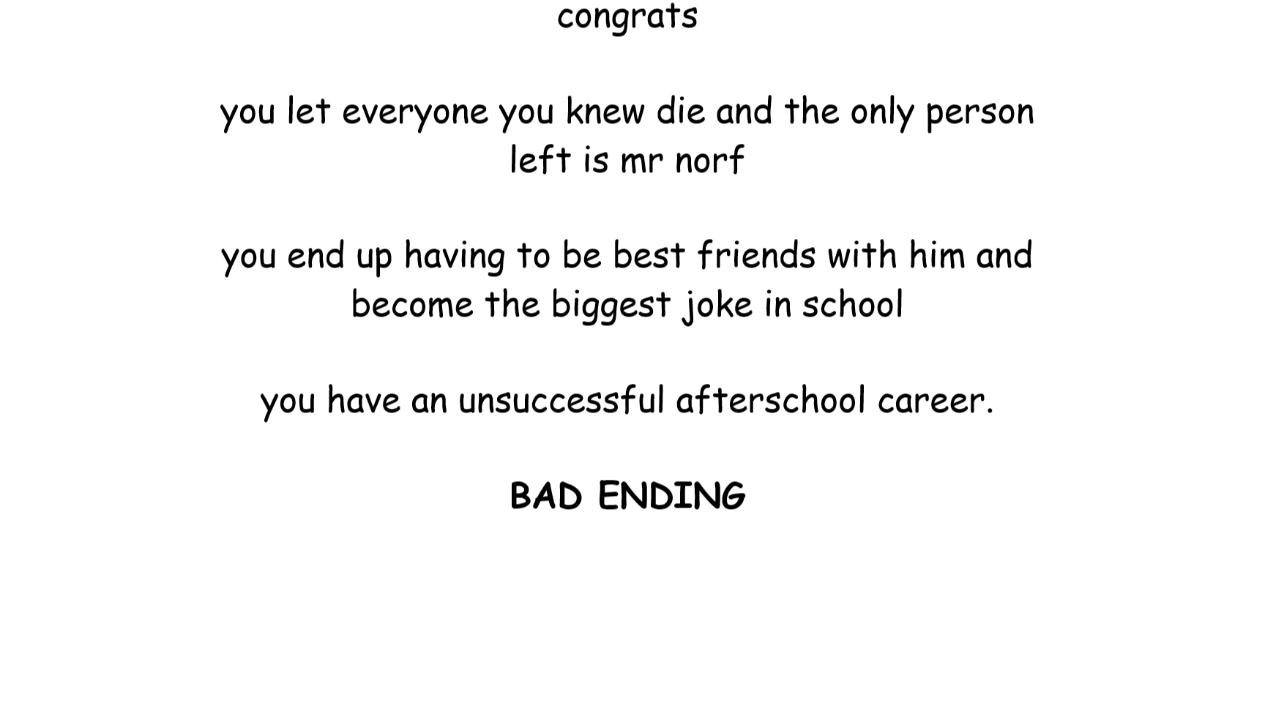 congrats
you let everyone you knew die and the only person
left is mr norf
you end up having to be best friends with him and
become the biggest joke in school
you have an unsuccessful afterschool career.
BAD ENDING